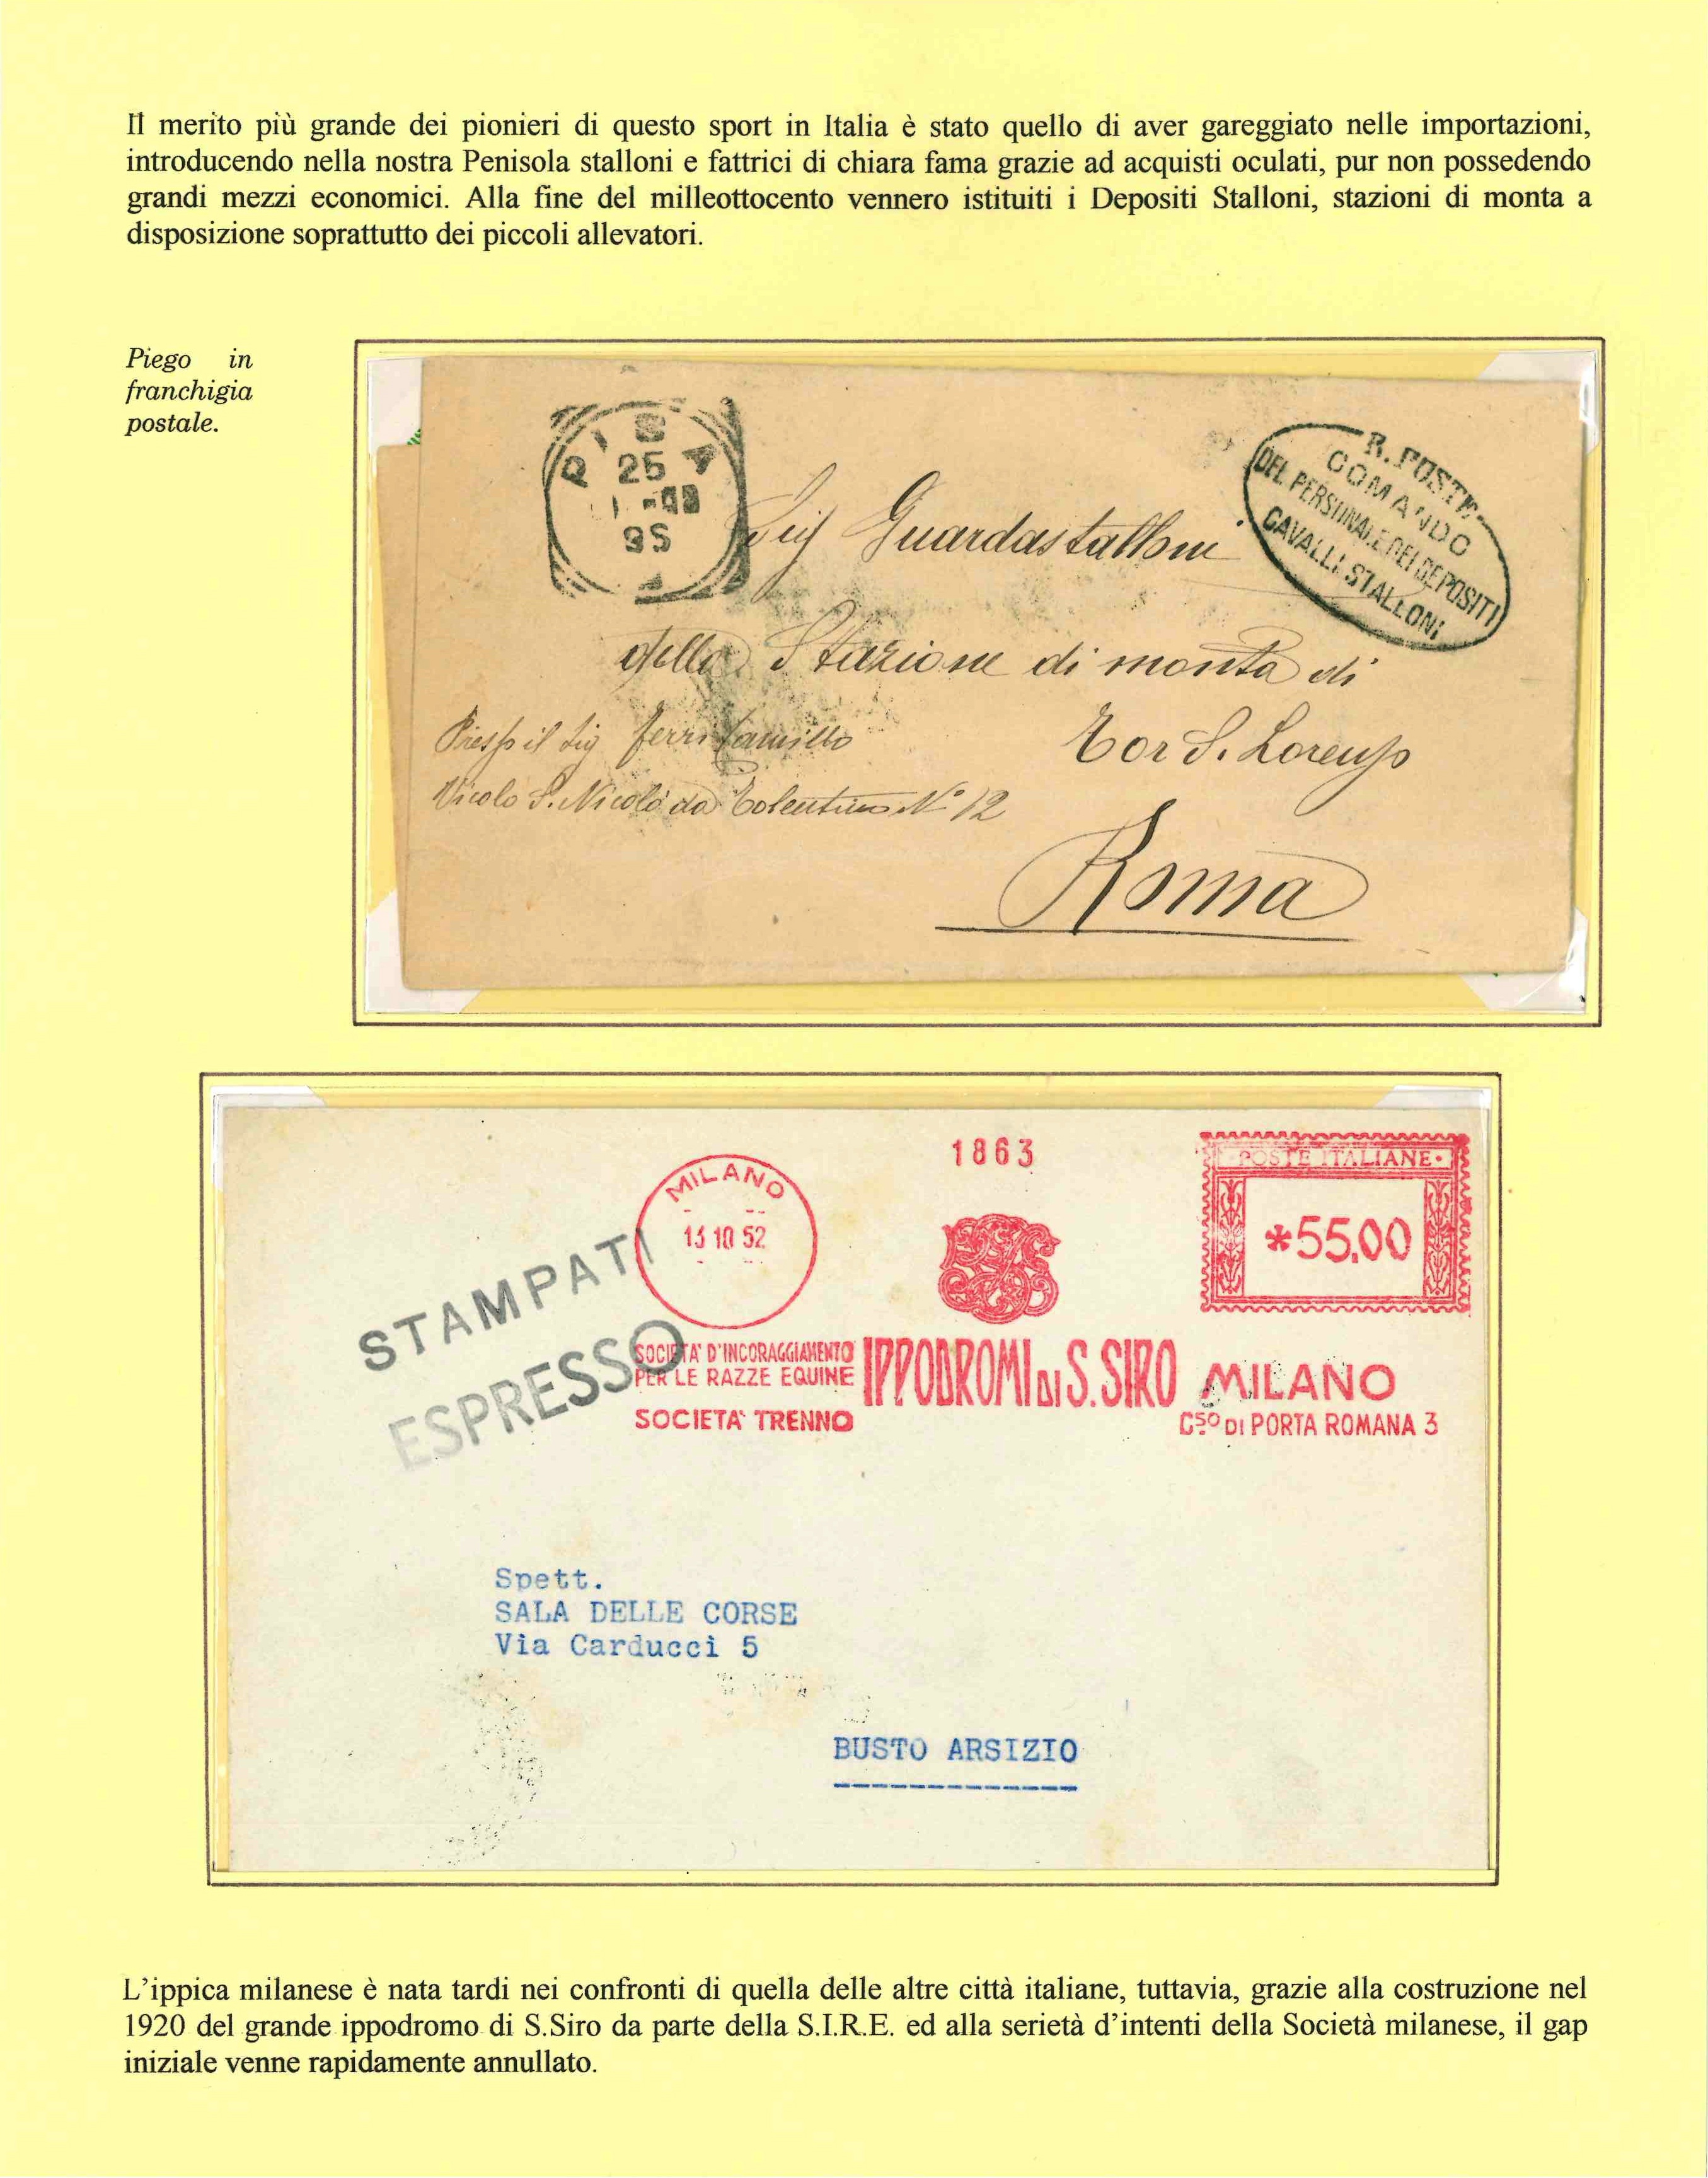 Il merito più grande dei pionieri di questo sport in Italia è stato quello di aver gareggiato nelle importazioni,
introducendo nella nostra Penisola stalloni e fattrici di chiara fama grazie ad acquisti oculati, pur non possedendo
grandi mezzi economici. Alla fine del milleottocento vennero istituiti i Depositi Stalloni, stazioni di monta a
disposizione soprattutto dei piccoli allevatori.
Piego in
franchigia
postale.
PISA
25
95
R. POSTE
COMANDO
DEL PERSONALE DEI DEPOSITI
CAVALLI STALLONI
Sig Guardastalloni
della Stazione di monta di
Tor S. Lorenzo
Presso il Sig Ferri Camillo
Vicolo S. Nicolò da Tolentino N° 12
Roma
1863
MILANO
13 10 52
POSTE ITALIANE
*55,00
STAMPATI
ESPRESSO
SOCIETA' D'INCORAGGIAMENTO
PER LE RAZZE EQUINE
SOCIETA' TRENNO
IPPODROMI DI S. SIRO
MILANO
CSO DI PORTA ROMANA 3
Spett.
SALA DELLE CORSE
Via Carducci 5
BUSTO ARSIZIO
L'ippica milanese è nata tardi nei confronti di quella delle altre città italiane, tuttavia, grazie alla costruzione nel
1920 del grande ippodromo di S.Siro da parte della S.I.R.E. ed alla serietà d'intenti della Società milanese, il gap
iniziale venne rapidamente annullato.